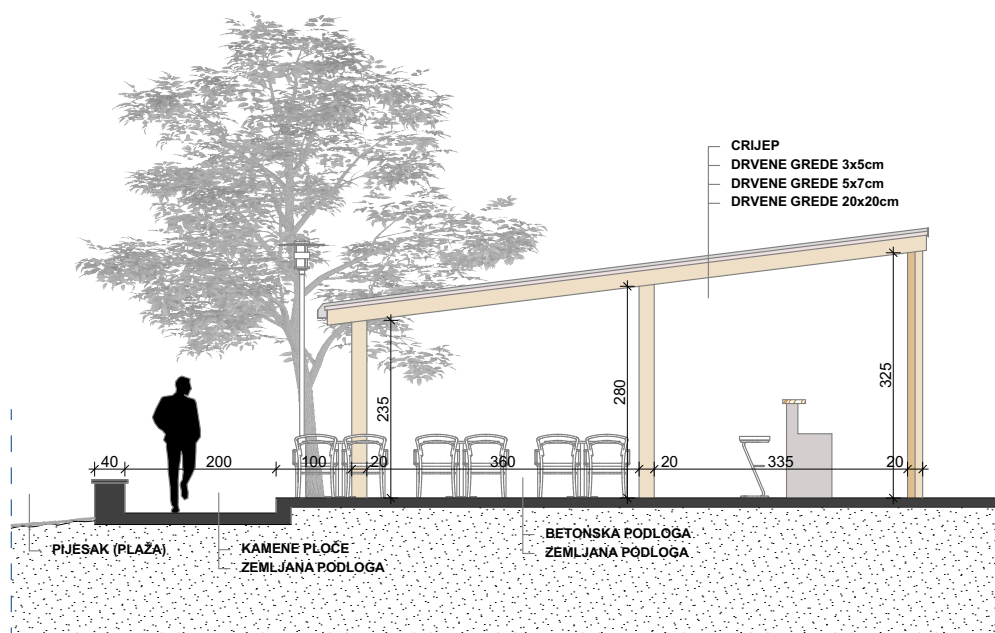 CRIJEP
DRVENE GREDE 3x5cm
DRVENE GREDE 5x7cm
DRVENE GREDE 20x20cm
235
280
325
40 200 100 20 360 20 335 20
PIJESAK (PLAŽA)
KAMENE PLOČE
ZEMLJANA PODLOGA
BETONSKA PODLOGA
ZEMLJANA PODLOGA